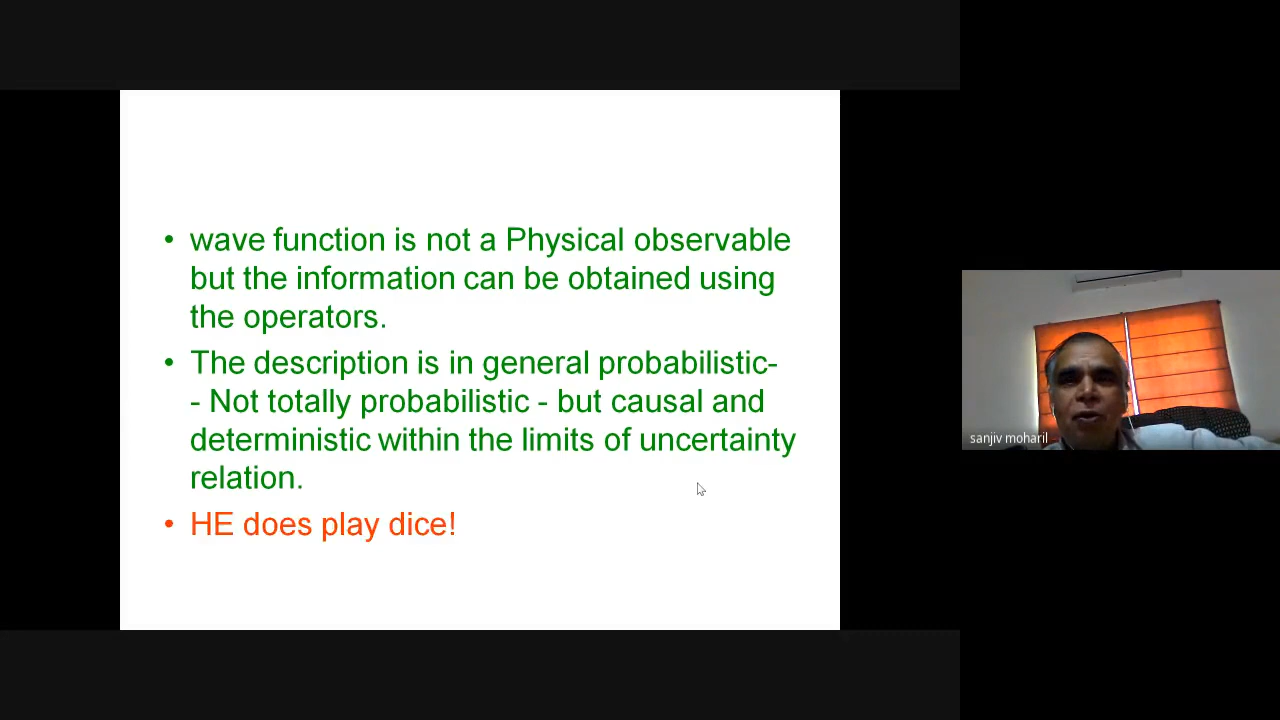 • wave function is not a Physical observable
but the information can be obtained using
the operators.
• The description is in general probabilistic-
- Not totally probabilistic - but causal and
deterministic within the limits of uncertainty
relation.
• HE does play dice!
sanjiv moharil